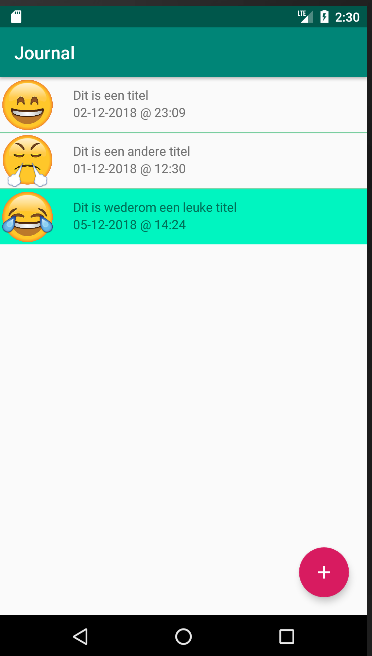 LTE 2:30
Journal
Dit is een titel
02-12-2018 @ 23:09
Dit is een andere titel
01-12-2018 @ 12:30
Dit is wederom een leuke titel
05-12-2018 @ 14:24
+